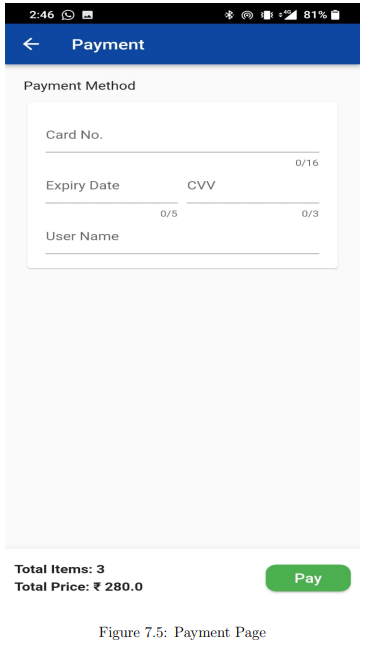 2:46 4G 81%
Payment
Payment Method
Card No.
0/16
Expiry Date CVV
0/5 0/3
User Name
Total Items: 3
Total Price: ₹ 280.0
Pay
Figure 7.5: Payment Page